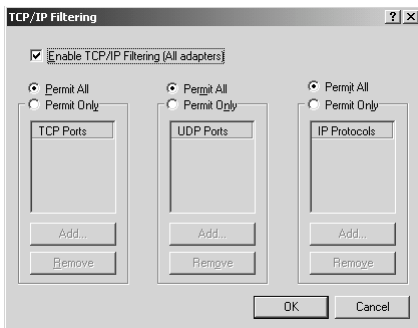 TCP/IP Filtering
Enable TCP/IP Filtering (All adapters)
Permit All
Permit Only
TCP Ports
Add...
Remove
Permit All
Permit Only
UDP Ports
Add...
Remove
Permit All
Permit Only
IP Protocols
Add...
Remove
OK
Cancel